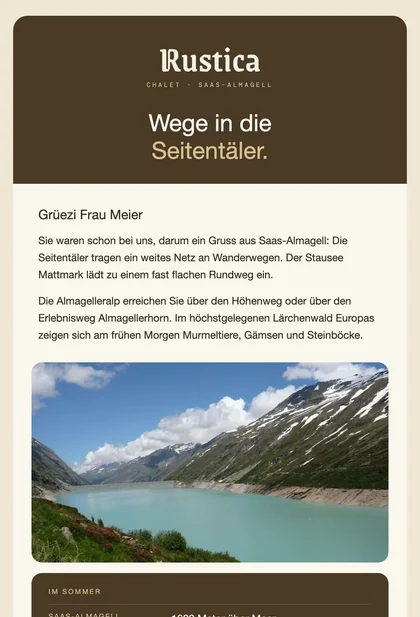 Rustica
CHALET · SAAS-ALMAGELL
Wege in die
Seitentäler.
Grüezi Frau Meier
Sie waren schon bei uns, darum ein Gruss aus Saas-Almagell: Die
Seitentäler tragen ein weites Netz an Wanderwegen. Der Stausee
Mattmark lädt zu einem fast flachen Rundweg ein.
Die Almagelleralp erreichen Sie über den Höhenweg oder über den
Erlebnisweg Almagellerhorn. Im höchstgelegenen Lärchenwald Europas
zeigen sich am frühen Morgen Murmeltiere, Gämsen und Steinböcke.
IM SOMMER
SAAS-ALMAGELL